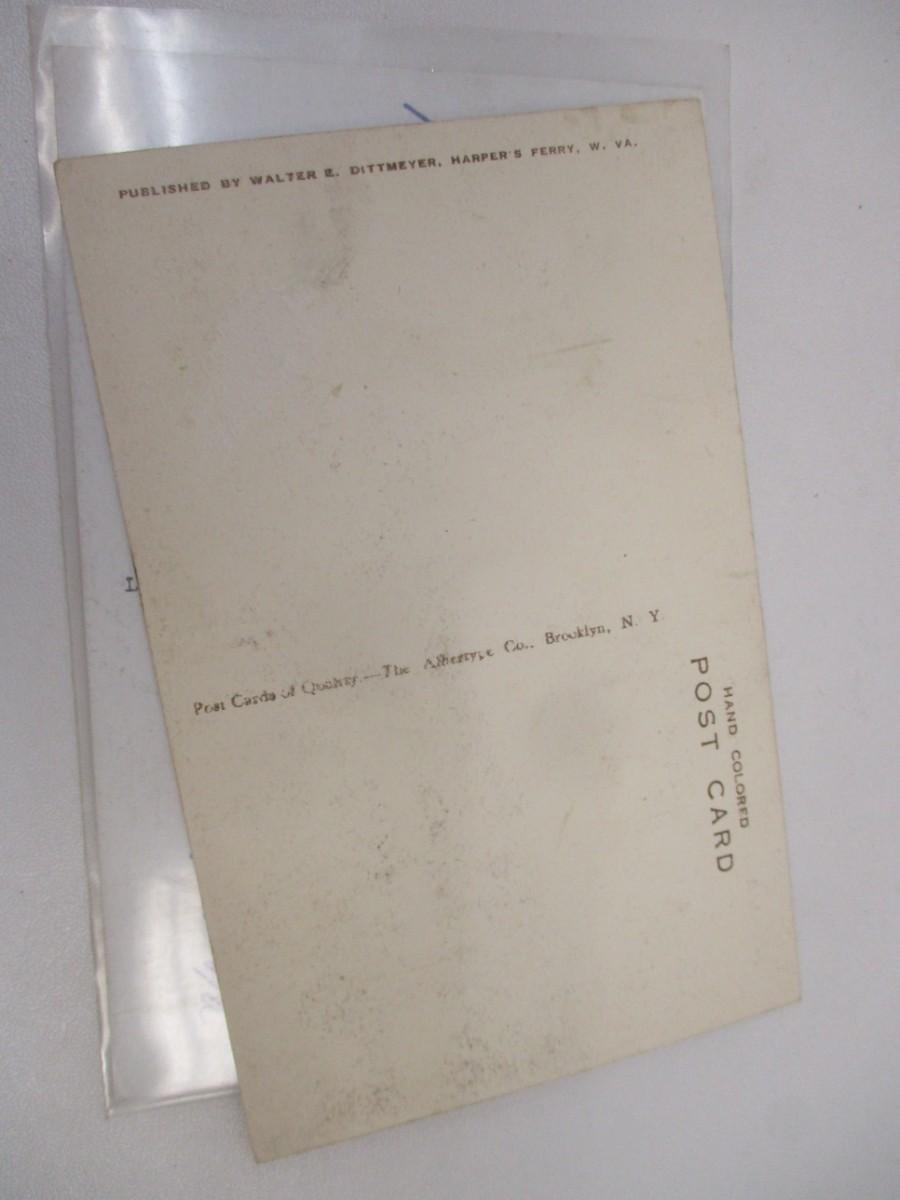 PUBLISHED BY WALTER E. DITTMEYER, HARPER'S FERRY, W. VA.
Post Cards of Quality.—The Albertype Co., Brooklyn, N. Y.
HAND COLORED
POST CARD